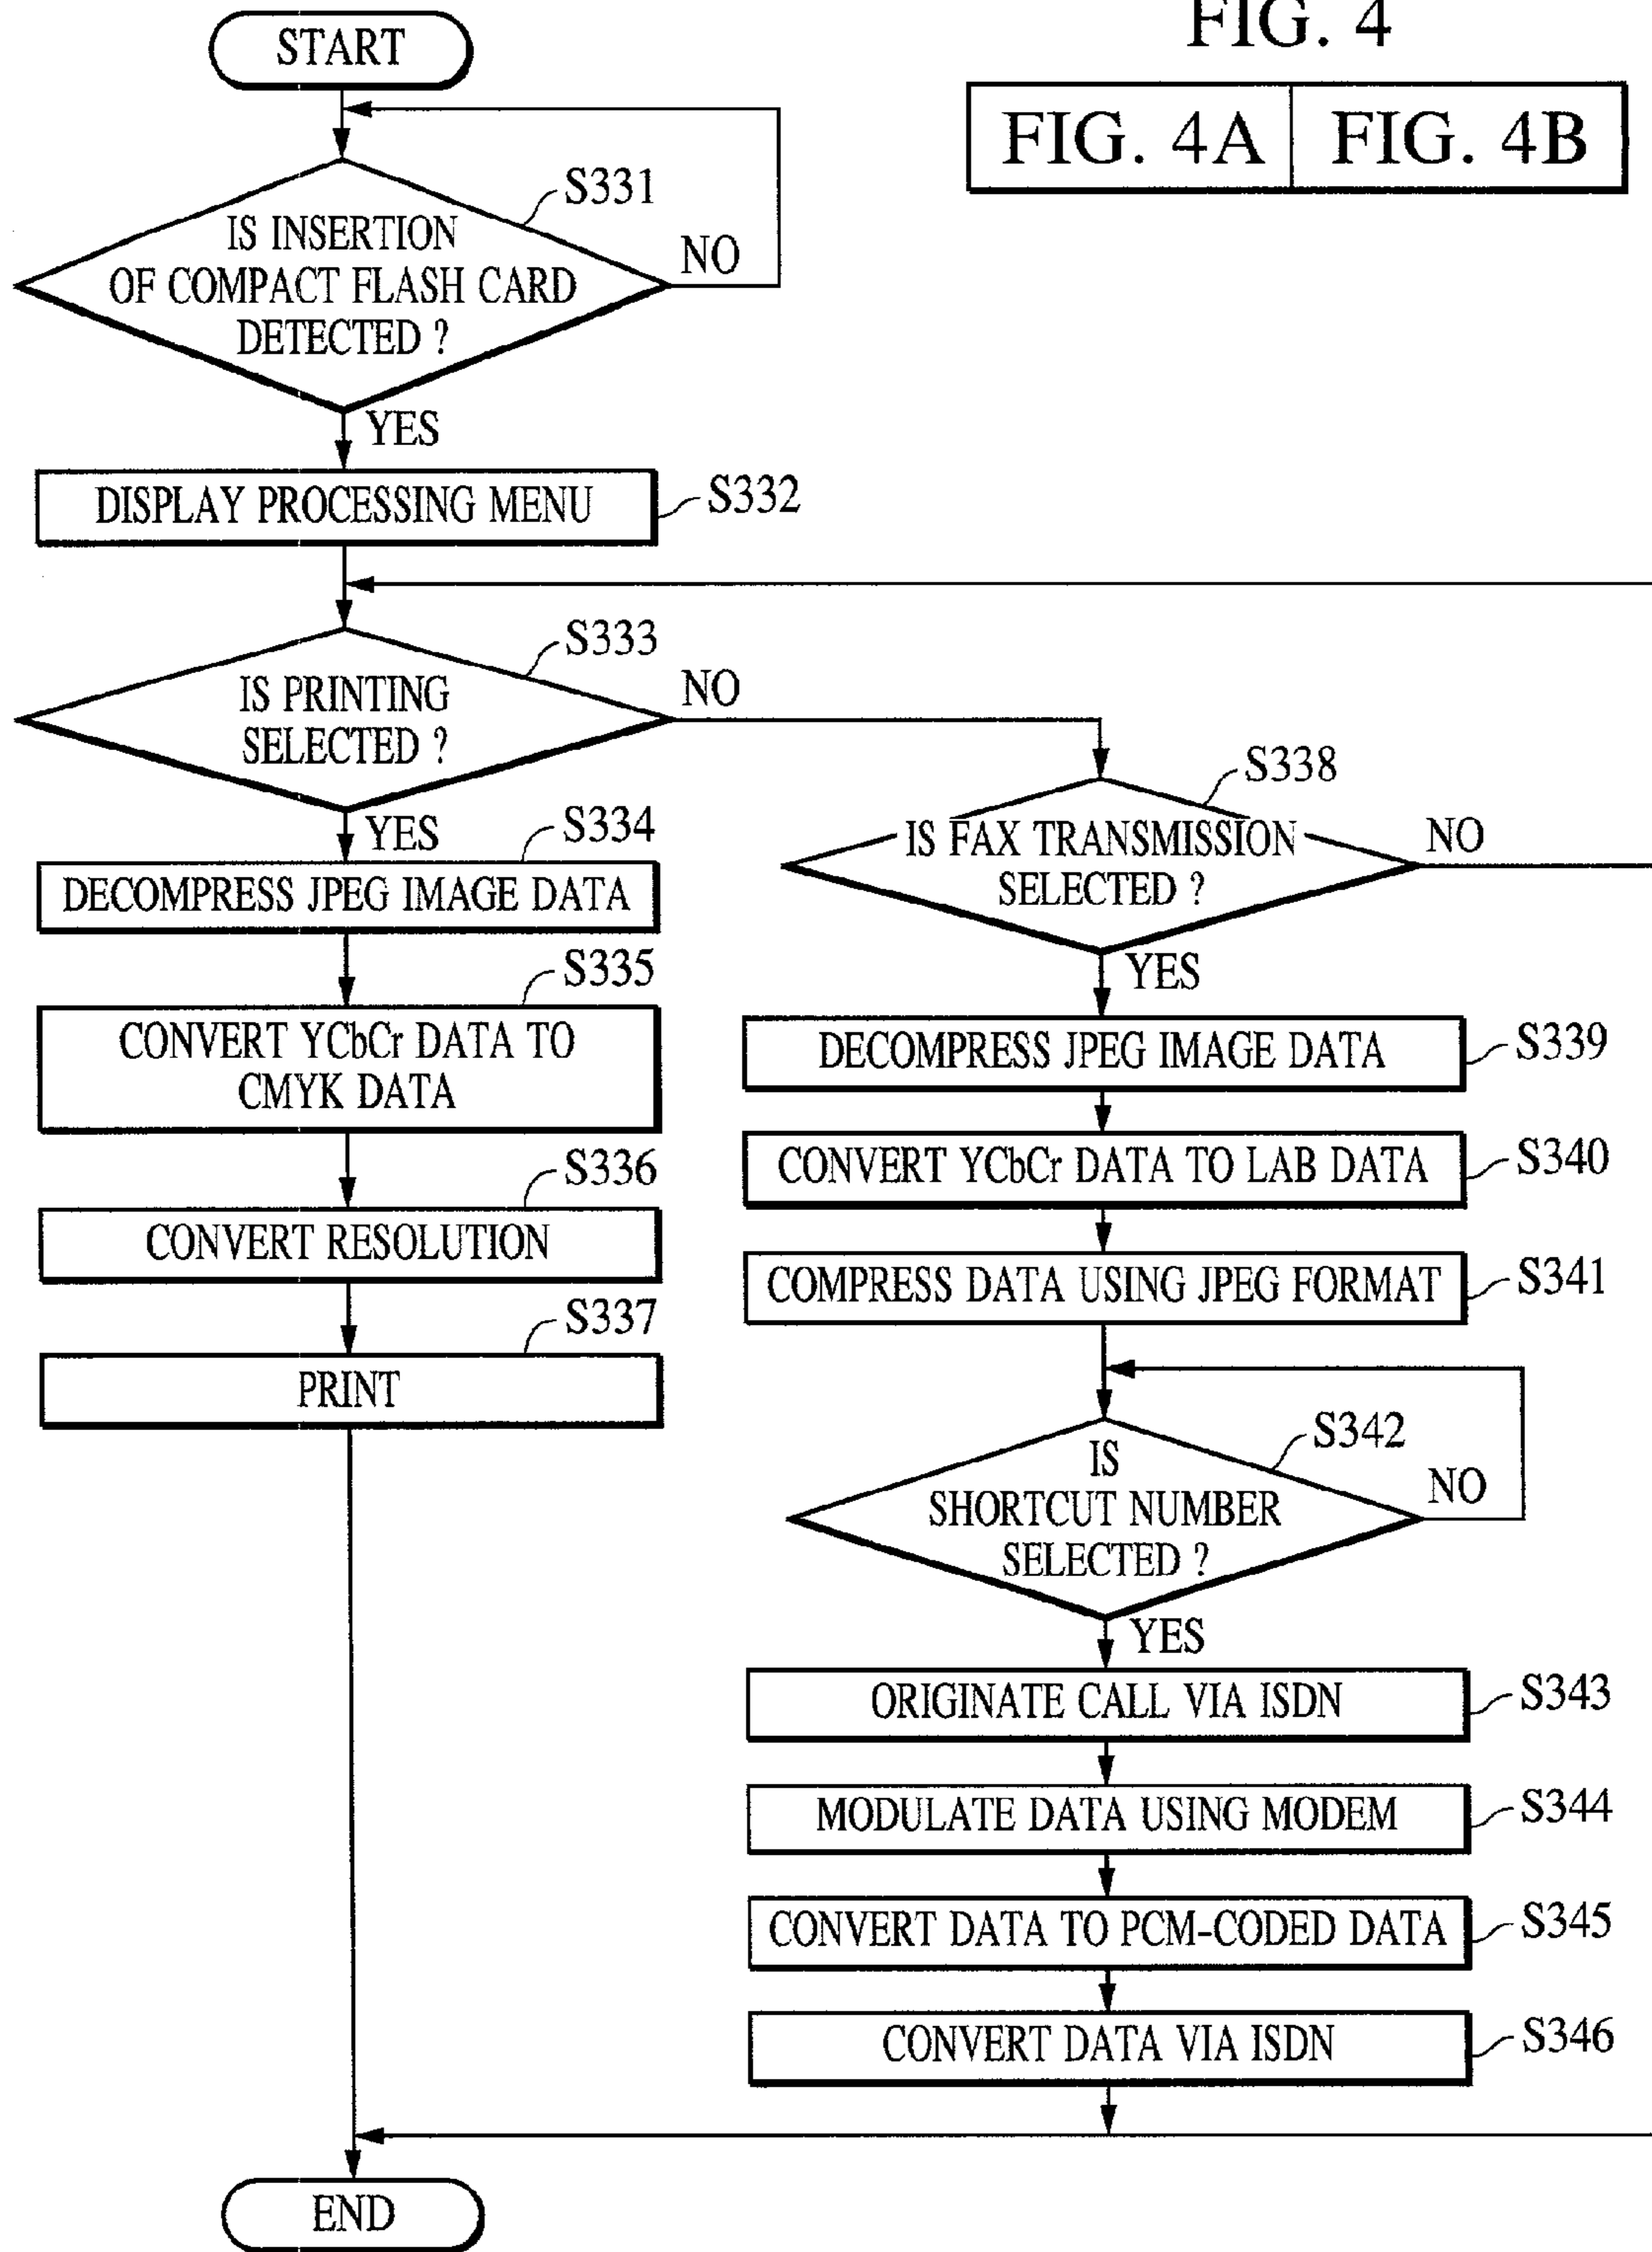 FIG. 4
FIG. 4A
FIG. 4B
START
S331
IS INSERTION
OF COMPACT FLASH CARD
DETECTED ?
NO
YES
DISPLAY PROCESSING MENU
S332
S333
IS PRINTING
SELECTED ?
NO
YES
S334
DECOMPRESS JPEG IMAGE DATA
S335
CONVERT YCbCr DATA TO
CMYK DATA
S336
CONVERT RESOLUTION
S337
PRINT
S338
IS FAX TRANSMISSION
SELECTED ?
NO
YES
DECOMPRESS JPEG IMAGE DATA
S339
CONVERT YCbCr DATA TO LAB DATA
S340
COMPRESS DATA USING JPEG FORMAT
S341
S342
IS
SHORTCUT NUMBER
SELECTED ?
NO
YES
ORIGINATE CALL VIA ISDN
S343
MODULATE DATA USING MODEM
S344
CONVERT DATA TO PCM-CODED DATA
S345
CONVERT DATA VIA ISDN
S346
END